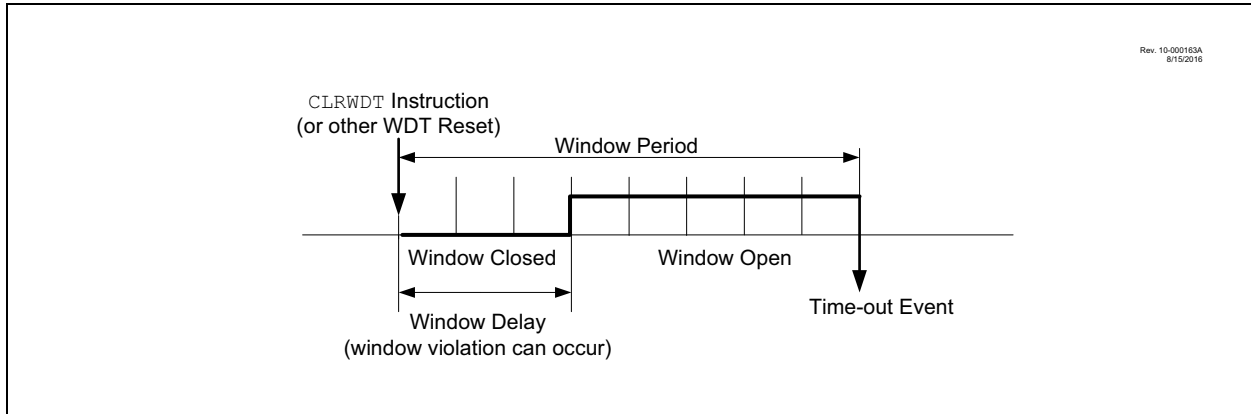 Rev. 10-000163A
8/15/2016
CLRWDT Instruction
(or other WDT Reset)
Window Period
Window Closed
Window Open
Window Delay
(window violation can occur)
Time-out Event